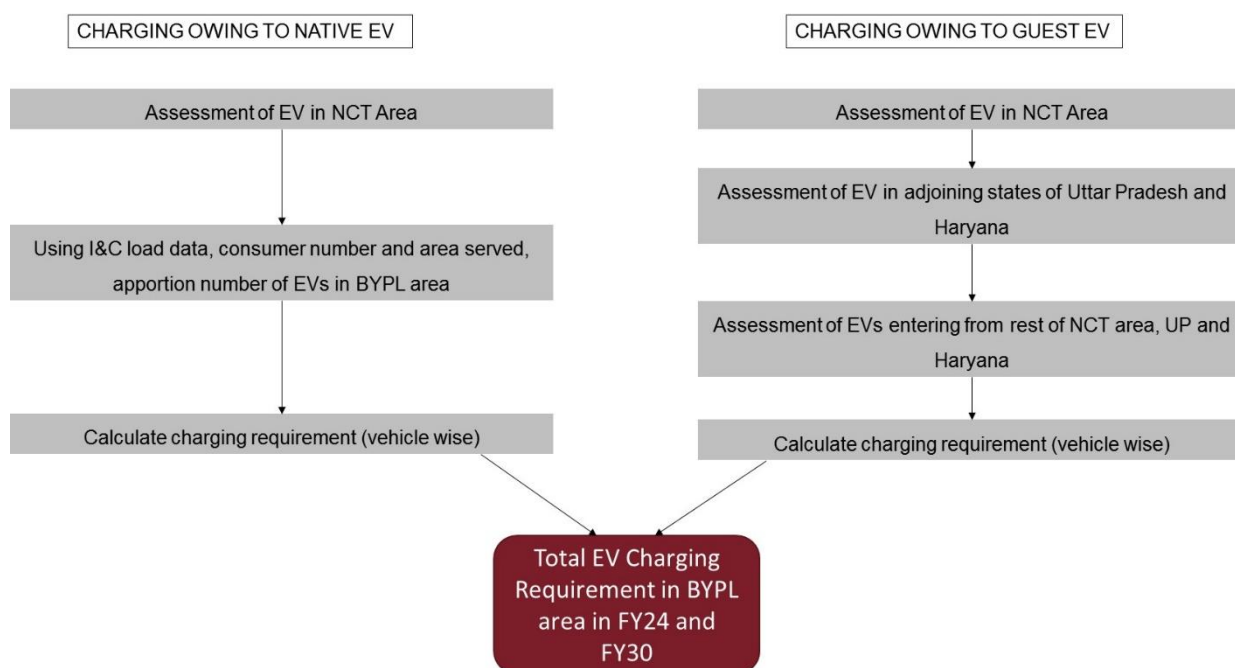 CHARGING OWING TO NATIVE EV
Assessment of EV in NCT Area
Using I&C load data, consumer number and area served,
apportion number of EVs in BYPL area
Calculate charging requirement (vehicle wise)
CHARGING OWING TO GUEST EV
Assessment of EV in NCT Area
Assessment of EV in adjoining states of Uttar Pradesh and
Haryana
Assessment of EVs entering from rest of NCT area, UP and
Haryana
Calculate charging requirement (vehicle wise)
Total EV Charging
Requirement in BYPL
area in FY24 and
FY30